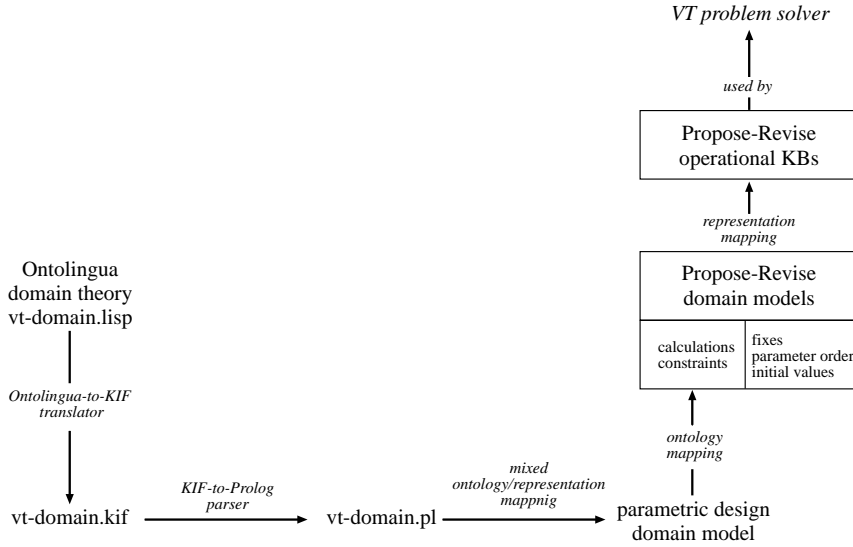 VT problem solver
used by
Propose-Revise
operational KBs
representation
mapping
Propose-Revise
domain models
calculations
constraints
fixes
parameter order
initial values
Ontolingua
domain theory
vt-domain.lisp
Ontolingua-to-KIF
translator
ontology
mapping
vt-domain.kif
KIF-to-Prolog
parser
vt-domain.pl
mixed
ontology/representation
mappnig
parametric design
domain model